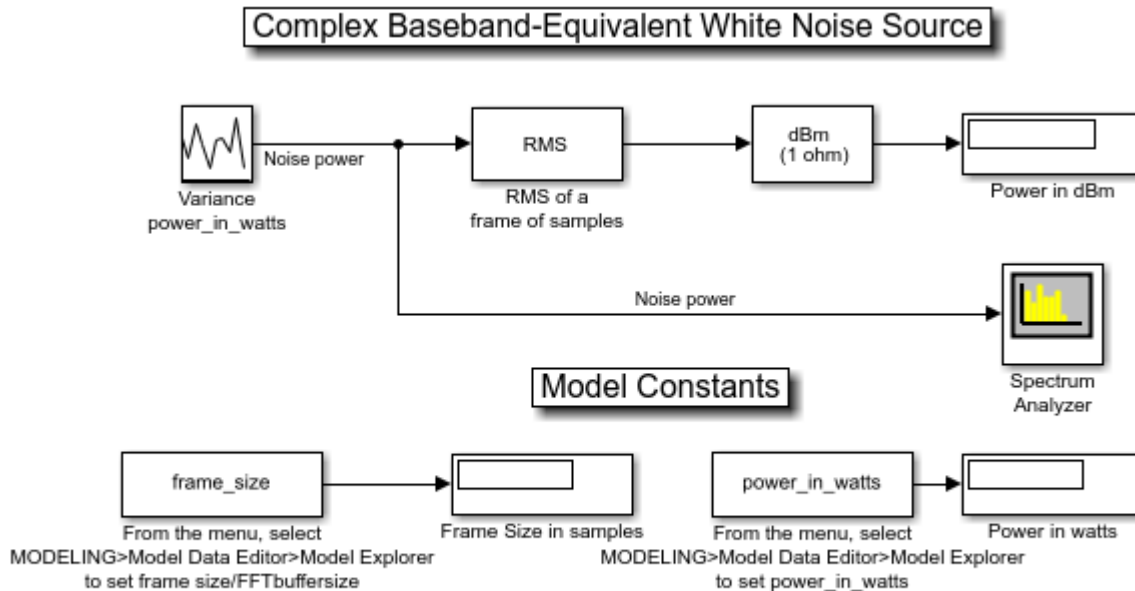 Complex Baseband-Equivalent White Noise Source
Noise power
Variance
power_in_watts
RMS
RMS of a
frame of samples
dBm
(1 ohm)
Power in dBm
Noise power
Spectrum
Analyzer
Model Constants
frame_size
From the menu, select
MODELING>Model Data Editor>Model Explorer
to set frame size/FFTbuffersize
Frame Size in samples
power_in_watts
From the menu, select
MODELING>Model Data Editor>Model Explorer
to set power_in_watts
Power in watts